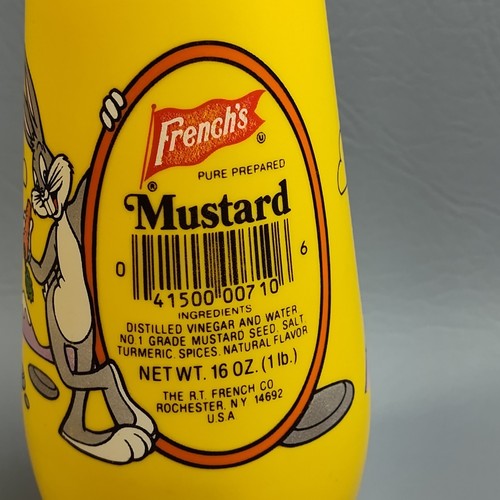 French's
PURE PREPARED
®
Mustard
0 41500 00710 6
INGREDIENTS
DISTILLED VINEGAR AND WATER
NO 1 GRADE MUSTARD SEED. SALT
TURMERIC. SPICES. NATURAL FLAVOR
NET WT. 16 OZ. (1 lb.)
THE R.T. FRENCH CO
ROCHESTER, NY 14692
U.S.A